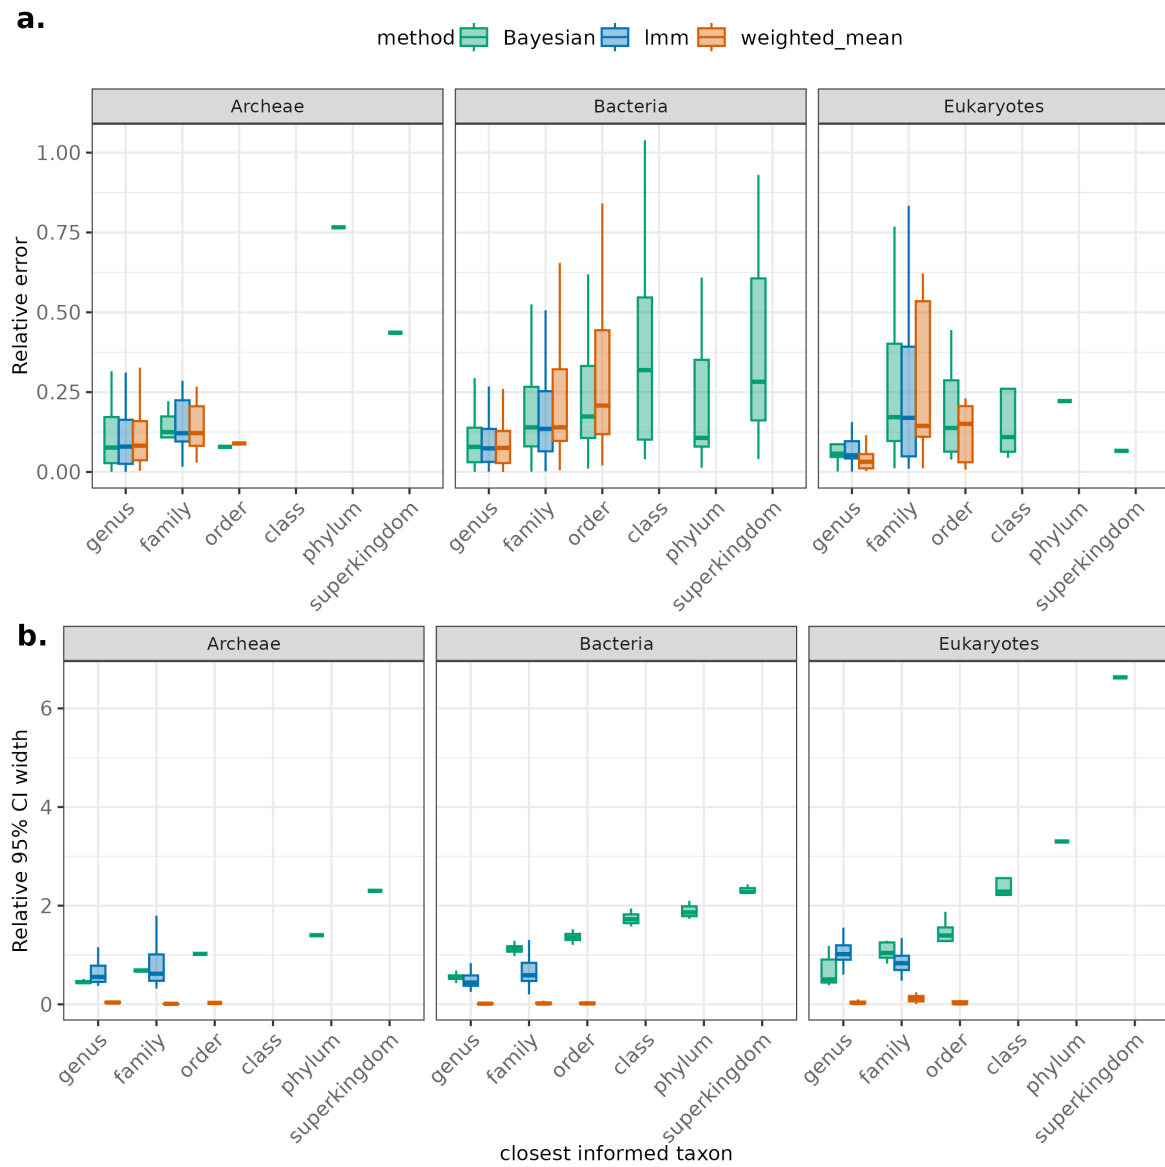 a.
method Bayesian lmm weighted_mean
Archeae Bacteria Eukaryotes
Relative error
1.00
0.75
0.50
0.25
0.00
genus family order class phylum superkingdom genus family order class phylum superkingdom genus family order class phylum superkingdom
b.
Archeae Bacteria Eukaryotes
Relative 95% CI width
6
4
2
0
genus family order class phylum superkingdom genus family order class phylum superkingdom genus family order class phylum superkingdom
closest informed taxon